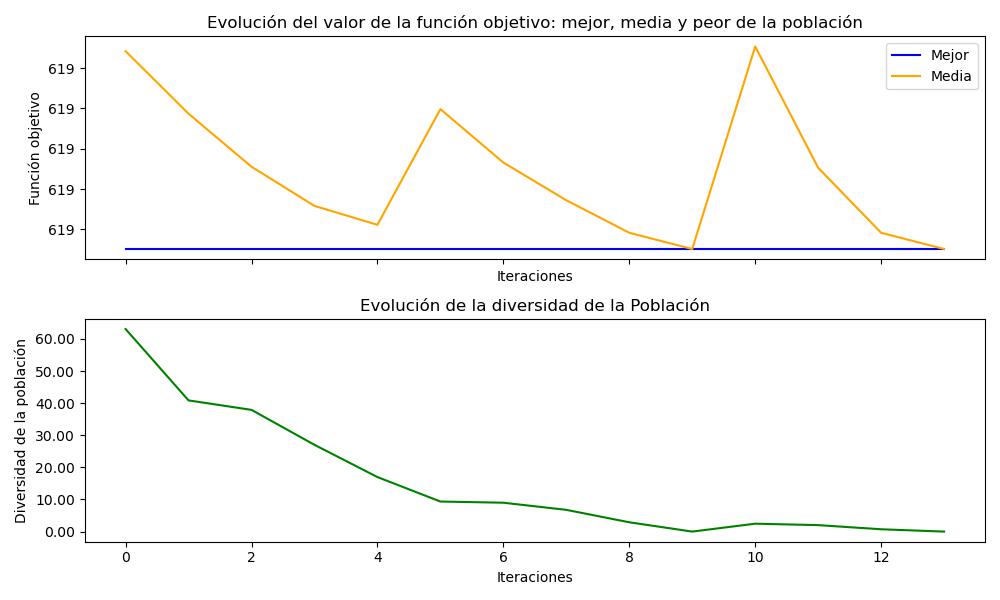 Evolución del valor de la función objetivo: mejor, media y peor de la población
Función objetivo
619
619
619
619
619
Mejor
Media
Iteraciones
Evolución de la diversidad de la Población
Diversidad de la población
60.00
50.00
40.00
30.00
20.00
10.00
0.00
0 2 4 6 8 10 12
Iteraciones